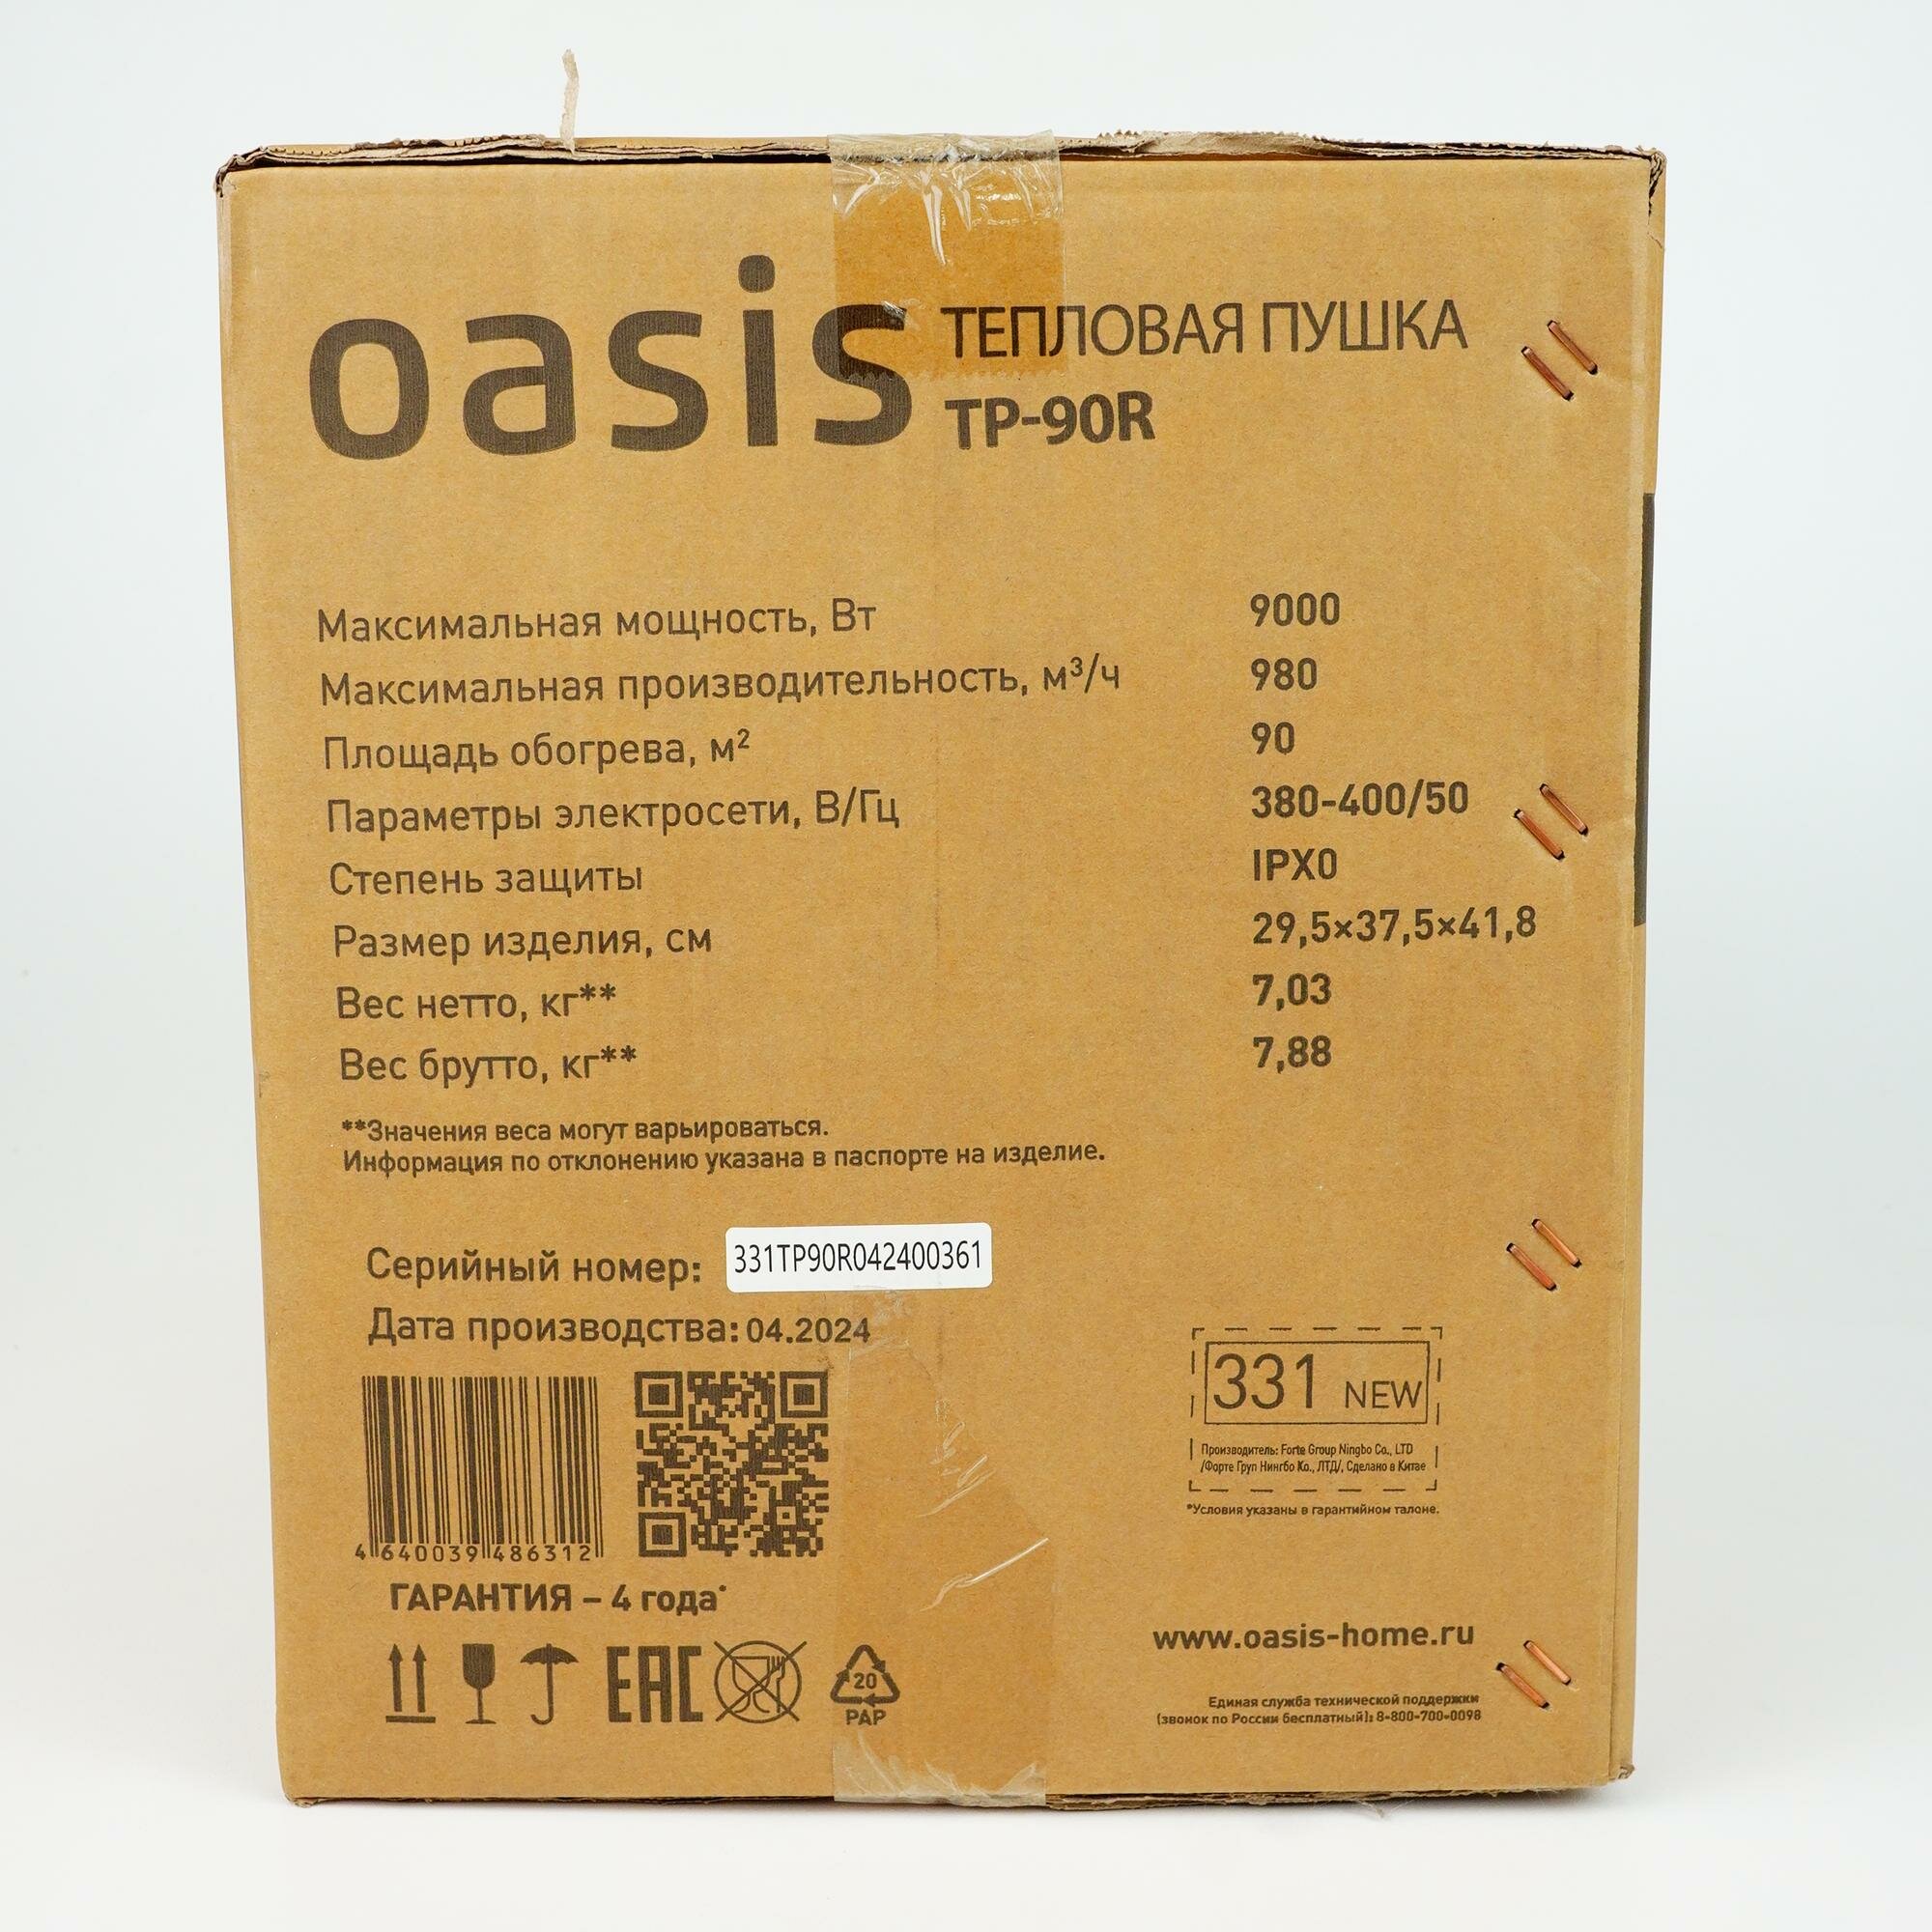 oasis ТЕПЛОВАЯ ПУШКА
TP-90R
Максимальная мощность, Вт 9000
Максимальная производительность, м³/ч 980
Площадь обогрева, м² 90
Параметры электросети, В/Гц 380-400/50
Степень защиты IPX0
Размер изделия, см 29,5×37,5×41,8
Вес нетто, кг** 7,03
Вес брутто, кг** 7,88
**Значения веса могут варьироваться.
Информация по отклонению указана в паспорте на изделие.
Серийный номер: 331TP90R042400361
Дата производства: 04.2024
4 640039 486312
ГАРАНТИЯ – 4 года*
EAC
20
PAP
331 NEW
Производитель: Forte Group Ningbo Co., LTD
/Форте Груп Нингбо Ко., ЛТД/, Сделано в Китае
*Условия указаны в гарантийном талоне.
www.oasis-home.ru
Единая служба технической поддержки
(звонок по России бесплатный): 8-800-700-0098